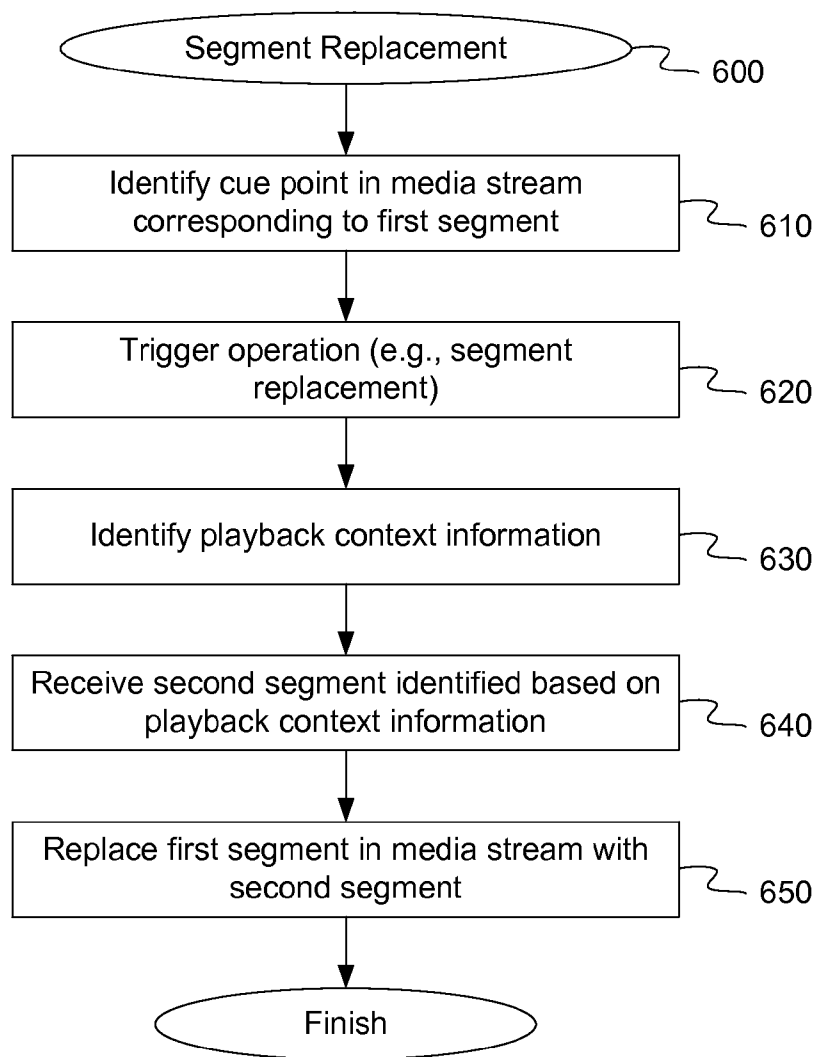 Segment Replacement
600
Identify cue point in media stream
corresponding to first segment
610
Trigger operation (e.g., segment
replacement)
620
Identify playback context information
630
Receive second segment identified based on
playback context information
640
Replace first segment in media stream with
second segment
650
Finish